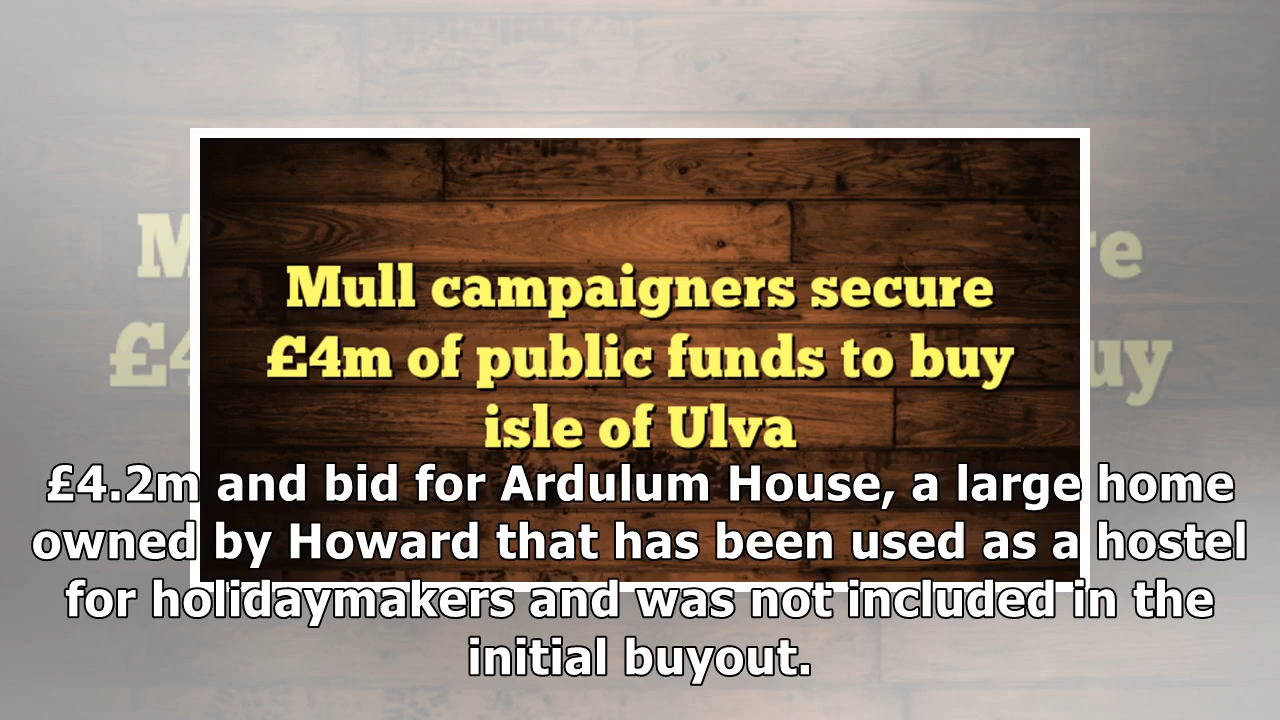 Mull campaigners secure
£4m of public funds to buy
isle of Ulva
£4.2m and bid for Ardulum House, a large home
owned by Howard that has been used as a hostel
for holidaymakers and was not included in the
initial buyout.